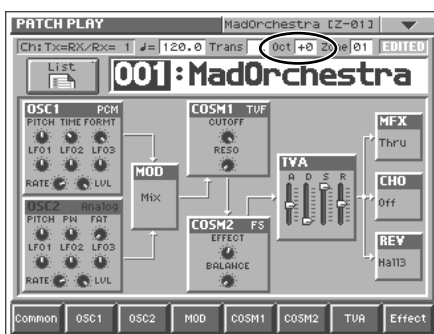 PATCH PLAY MadOrchestra [Z-01]
Ch:Tx=RX/Rx= 1 ♩=120.0 Trans Oct +0 Zone 01 EDITED
List 001:MadOrchestra
OSC1 PCM
PITCH TIME FORMT
LFO1 LFO2 LFO3
RATE LVL
OSC2 Analog
PITCH PW FAT
LFO1 LFO2 LFO3
RATE LVL
MOD
Mix
COSM1 TVF
CUTOFF
RESO
COSM2 FS
EFFECT
BALANCE
TVA
A D S R
MFX
Thru
CHO
Off
REV
Hall3
Common OSC1 OSC2 MOD COSM1 COSM2 TVA Effect